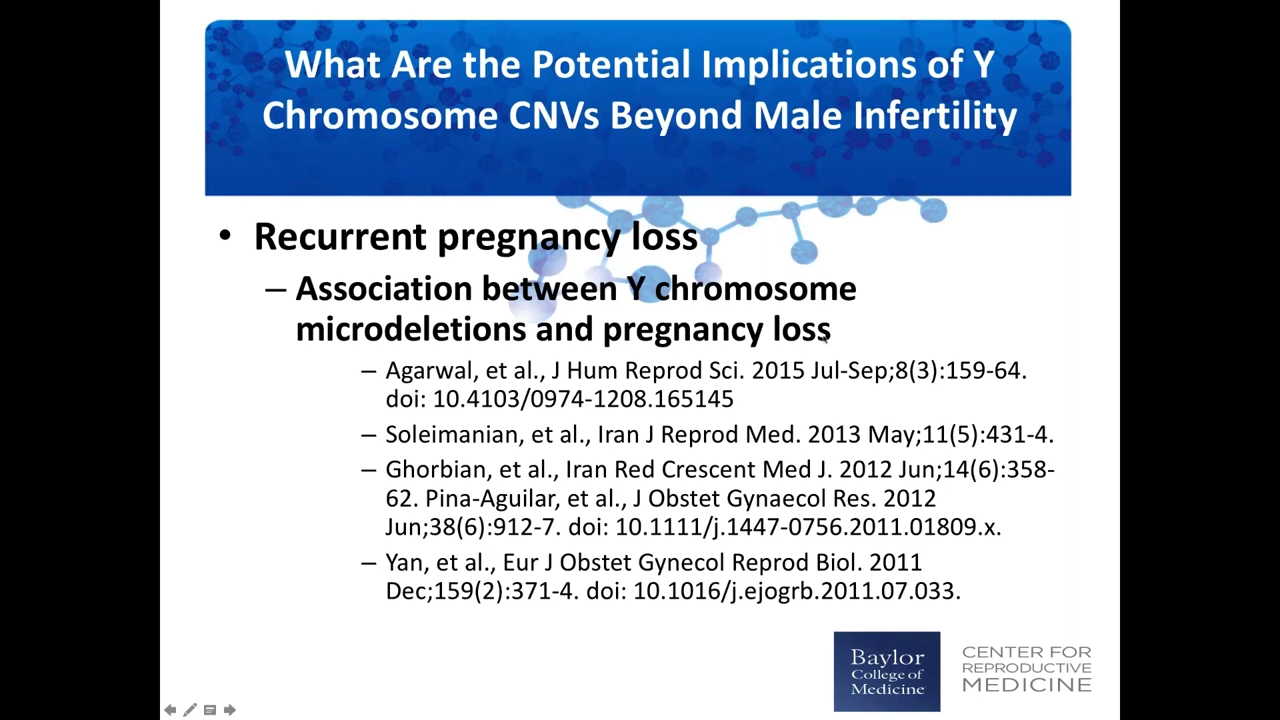 What Are the Potential Implications of Y
Chromosome CNVs Beyond Male Infertility
• Recurrent pregnancy loss
– Association between Y chromosome
microdeletions and pregnancy loss
– Agarwal, et al., J Hum Reprod Sci. 2015 Jul-Sep;8(3):159-64.
doi: 10.4103/0974-1208.165145
– Soleimanian, et al., Iran J Reprod Med. 2013 May;11(5):431-4.
– Ghorbian, et al., Iran Red Crescent Med J. 2012 Jun;14(6):358-
62. Pina-Aguilar, et al., J Obstet Gynaecol Res. 2012
Jun;38(6):912-7. doi: 10.1111/j.1447-0756.2011.01809.x.
– Yan, et al., Eur J Obstet Gynecol Reprod Biol. 2011
Dec;159(2):371-4. doi: 10.1016/j.ejogrb.2011.07.033.
Baylor
College of
Medicine
CENTER FOR
REPRODUCTIVE
MEDICINE